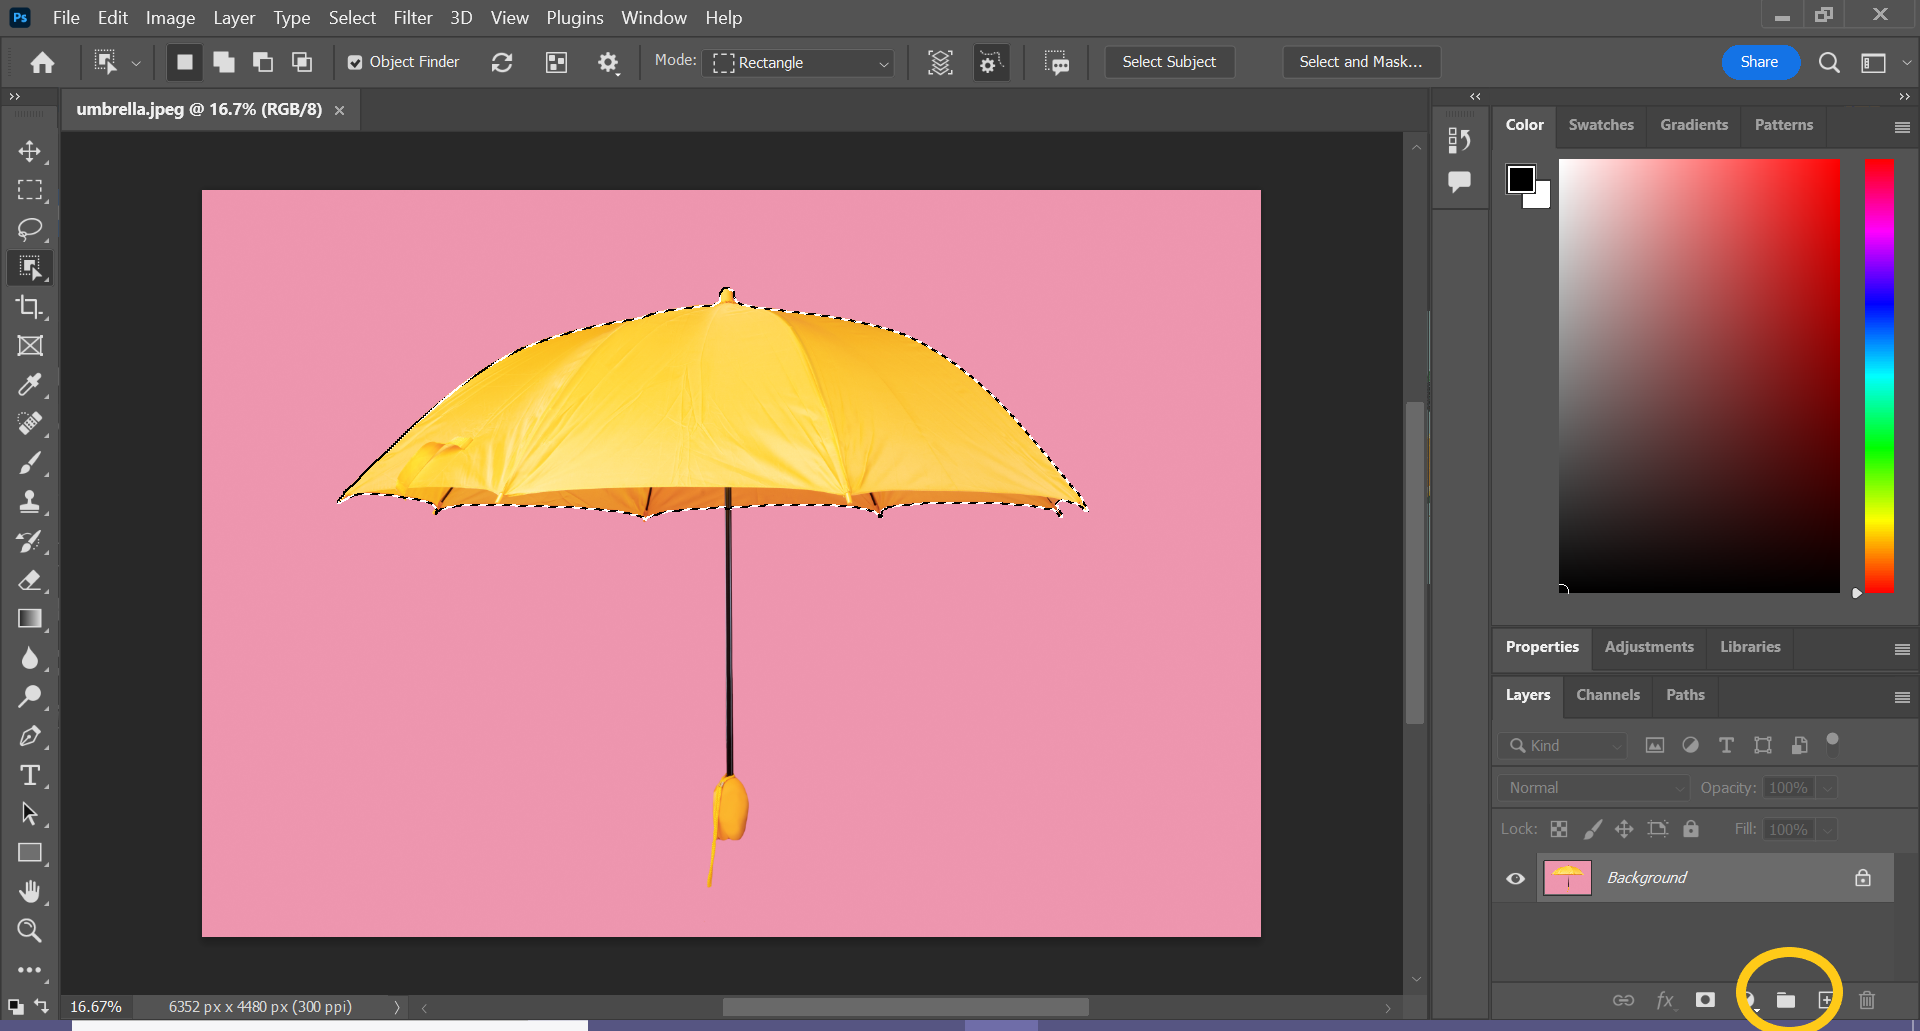 Ps File Edit Image Layer Type Select Filter 3D View Plugins Window Help
Object Finder Mode: Rectangle Select Subject Select and Mask... Share
umbrella.jpeg @ 16.7% (RGB/8)
Color Swatches Gradients Patterns
Properties Adjustments Libraries
Layers Channels Paths
Kind
Normal Opacity: 100%
Lock: Fill: 100%
Background
fx
16.67% 6352 px x 4480 px (300 ppi)